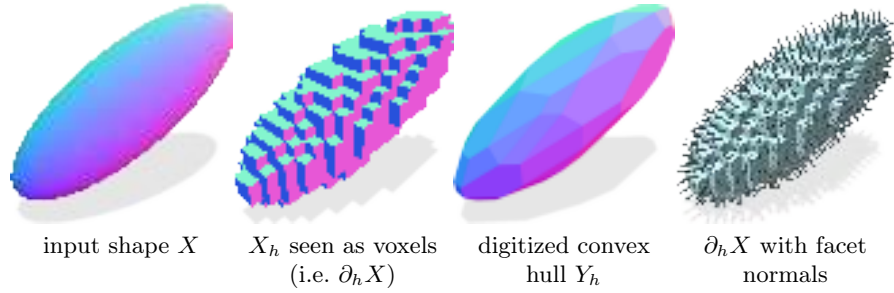 input shape X
X_h seen as voxels
(i.e. ∂_hX)
digitized convex
hull Y_h
∂_hX with facet
normals